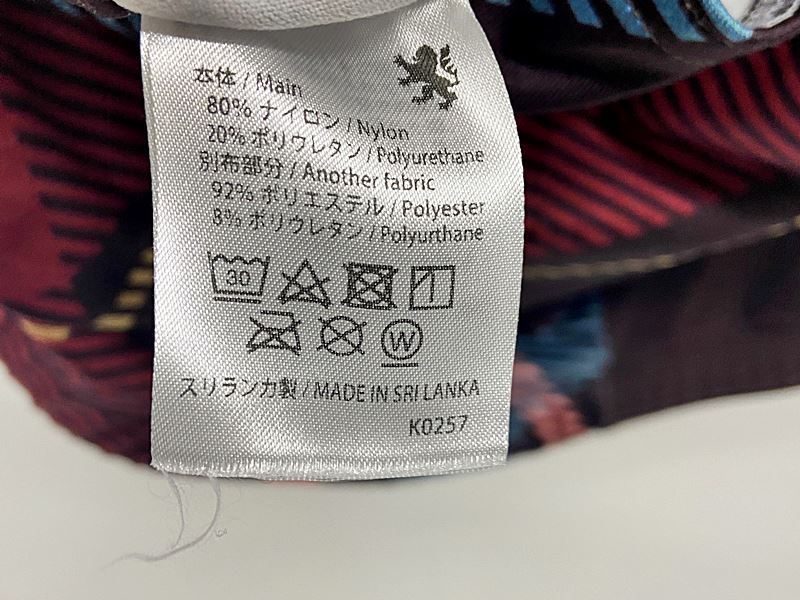 本体 / Main
80% ナイロン / Nylon
20% ポリウレタン / Polyurethane
別布部分 / Another fabric
92% ポリエステル / Polyester
8% ポリウレタン / Polyurthane
30
W
スリランカ製 / MADE IN SRI LANKA
K0257